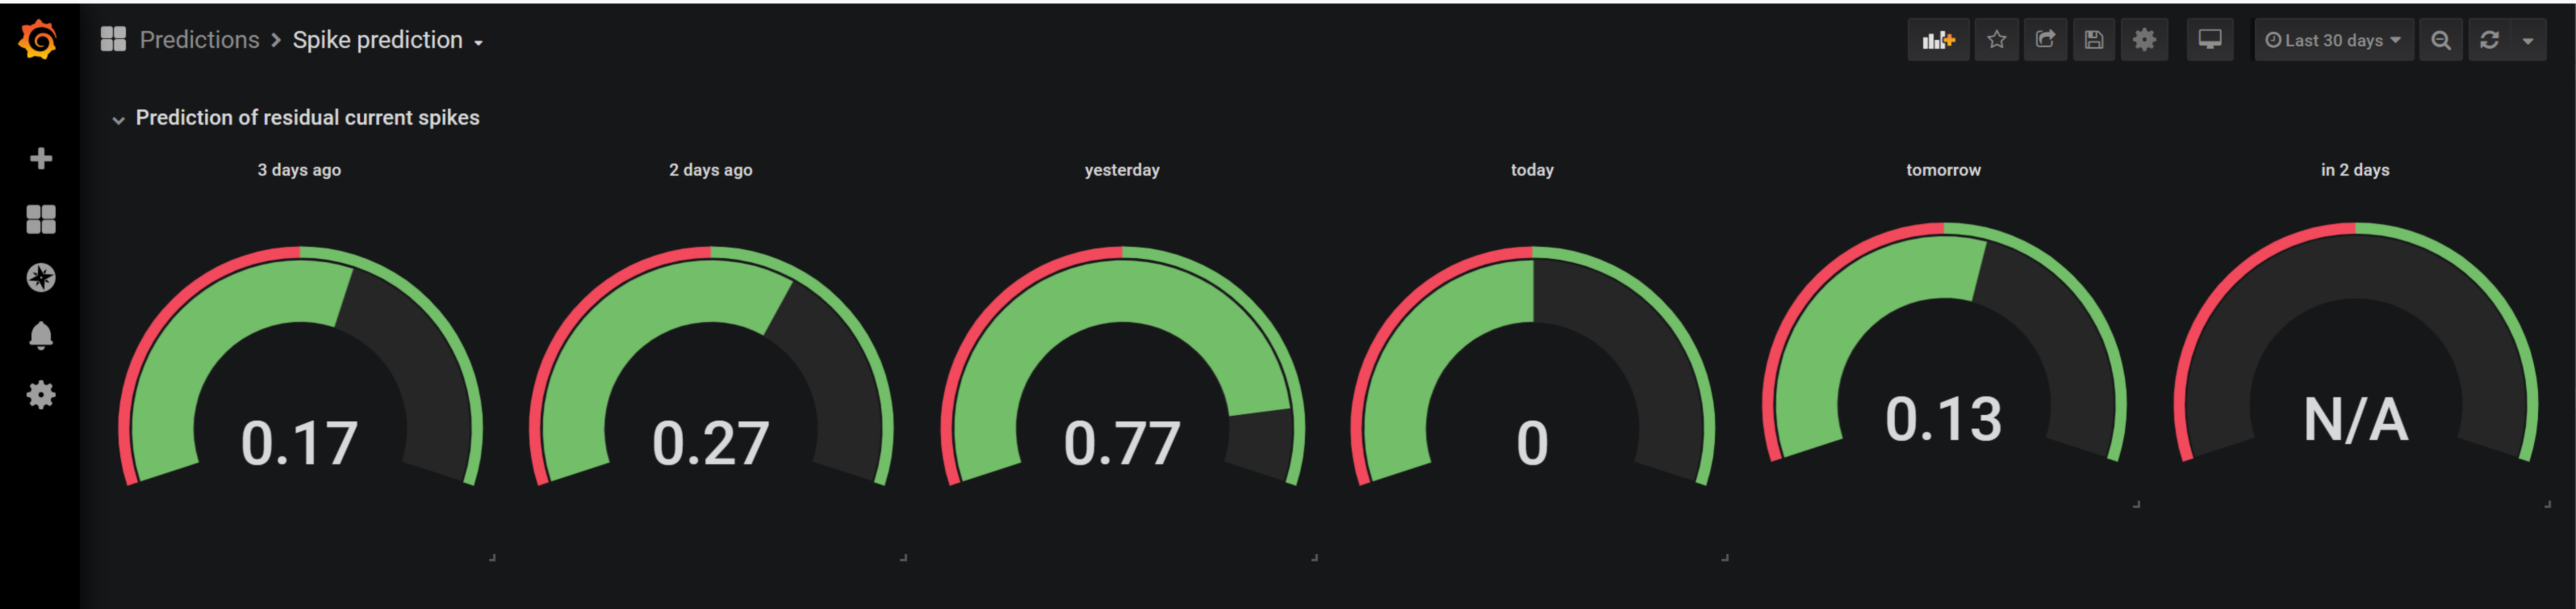 Predictions > Spike prediction
Last 30 days
Prediction of residual current spikes
3 days ago
2 days ago
yesterday
today
tomorrow
in 2 days
0.17
0.27
0.77
0
0.13
N/A